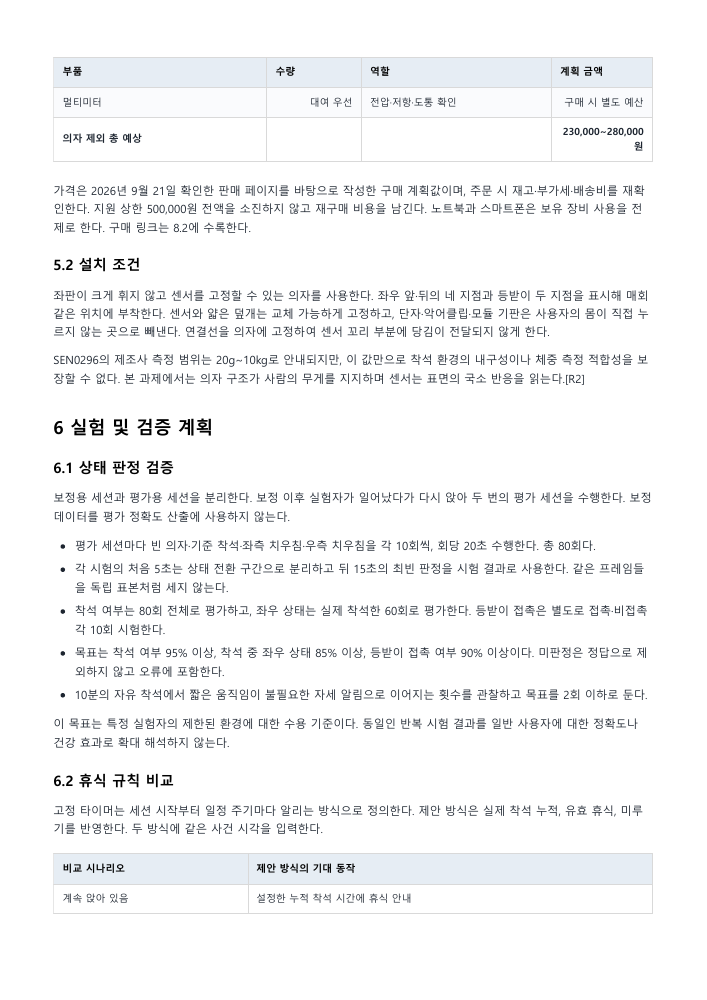 부품 수량 역할 계획 금액
멀티미터 대여 우선 전압·저항·도통 확인 구매 시 별도 예산
의자 제외 총 예상 230,000~280,000
원
가격은 2026년 9월 21일 확인한 판매 페이지를 바탕으로 작성한 구매 계획값이며, 주문 시 재고·부가세·배송비를 재확
인한다. 지원 상한 500,000원 전액을 소진하지 않고 재구매 비용을 남긴다. 노트북과 스마트폰은 보유 장비 사용을 전
제로 한다. 구매 링크는 8.2에 수록한다.
5.2 설치 조건
좌판이 크게 휘지 않고 센서를 고정할 수 있는 의자를 사용한다. 좌우 앞·뒤의 네 지점과 등받이 두 지점을 표시해 매회
같은 위치에 부착한다. 센서와 얇은 덮개는 교체 가능하게 고정하고, 단자·악어클립·모듈 기판은 사용자의 몸이 직접 누
르지 않는 곳으로 빼낸다. 연결선을 의자에 고정하여 센서 꼬리 부분에 당김이 전달되지 않게 한다.
SEN0296의 제조사 측정 범위는 20g~10kg로 안내되지만, 이 값만으로 착석 환경의 내구성이나 체중 측정 적합성을 보
장할 수 없다. 본 과제에서는 의자 구조가 사람의 무게를 지지하며 센서는 표면의 국소 반응을 읽는다.[R2]
6 실험 및 검증 계획
6.1 상태 판정 검증
보정용 세션과 평가용 세션을 분리한다. 보정 이후 실험자가 일어났다가 다시 앉아 두 번의 평가 세션을 수행한다. 보정
데이터를 평가 정확도 산출에 사용하지 않는다.
• 평가 세션마다 빈 의자·기준 착석·좌측 치우침·우측 치우침을 각 10회씩, 회당 20초 수행한다. 총 80회다.
• 각 시험의 처음 5초는 상태 전환 구간으로 분리하고 뒤 15초의 최빈 판정을 시험 결과로 사용한다. 같은 프레임들
을 독립 표본처럼 세지 않는다.
• 착석 여부는 80회 전체로 평가하고, 좌우 상태는 실제 착석한 60회로 평가한다. 등받이 접촉은 별도로 접촉·비접촉
각 10회 시험한다.
• 목표는 착석 여부 95% 이상, 착석 중 좌우 상태 85% 이상, 등받이 접촉 여부 90% 이상이다. 미판정은 정답으로 제
외하지 않고 오류에 포함한다.
• 10분의 자유 착석에서 짧은 움직임이 불필요한 자세 알림으로 이어지는 횟수를 관찰하고 목표를 2회 이하로 둔다.
이 목표는 특정 실험자의 제한된 환경에 대한 수용 기준이다. 동일인 반복 시험 결과를 일반 사용자에 대한 정확도나
건강 효과로 확대 해석하지 않는다.
6.2 휴식 규칙 비교
고정 타이머는 세션 시작부터 일정 주기마다 알리는 방식으로 정의한다. 제안 방식은 실제 착석 누적, 유효 휴식, 미루
기를 반영한다. 두 방식에 같은 사건 시각을 입력한다.
비교 시나리오 제안 방식의 기대 동작
계속 앉아 있음 설정한 누적 착석 시간에 휴식 안내